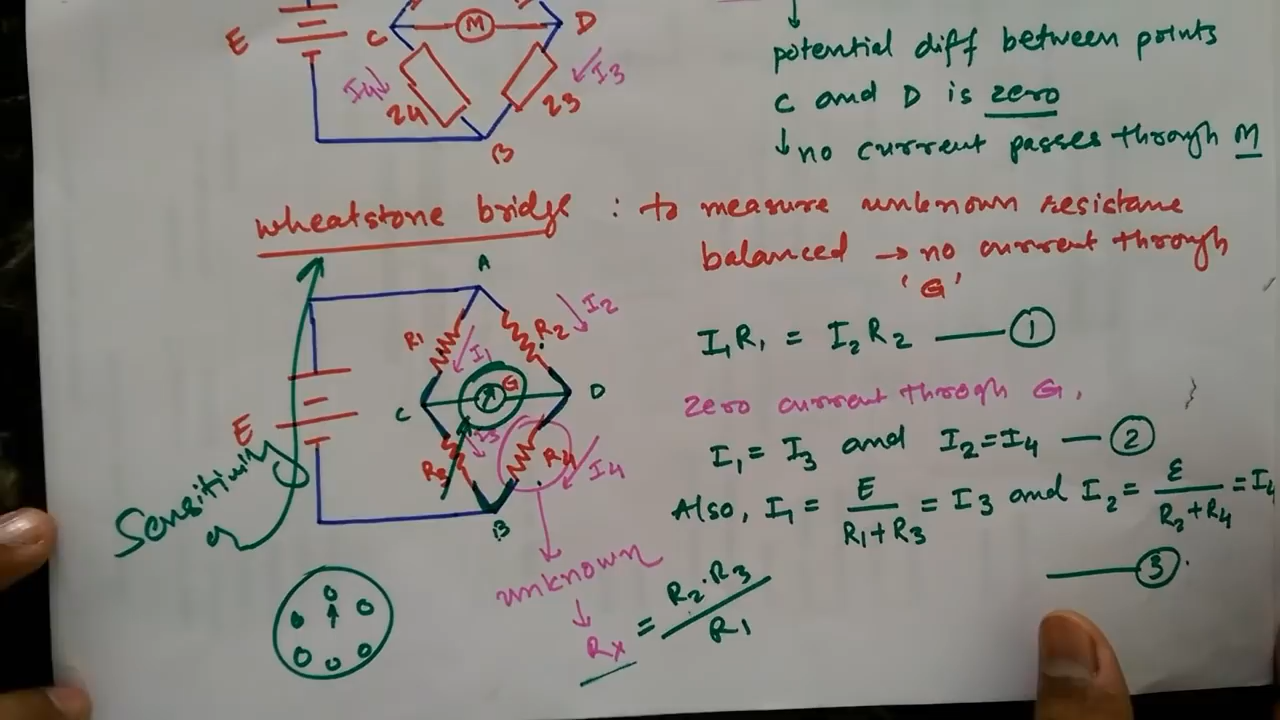 E
C
M
D
I4
24
23
I3
B
potential diff between points
C and D is zero
no current passes through M
Wheatstone bridge : to measure unknown resistane
balanced → no current through
'G'
A
R1
I1
R2
I2
G
C
D
E
R3
I3
R4
I4
B
Sensitivity
unknown
Rx = R2.R3 / R1
I1R1 = I2R2 —— 1
zero current through G,
I1 = I3 and I2 = I4 — 2
Also, I1 = E / R1+R3 = I3 and I2 = E / R2+R4 = I4
—— 3